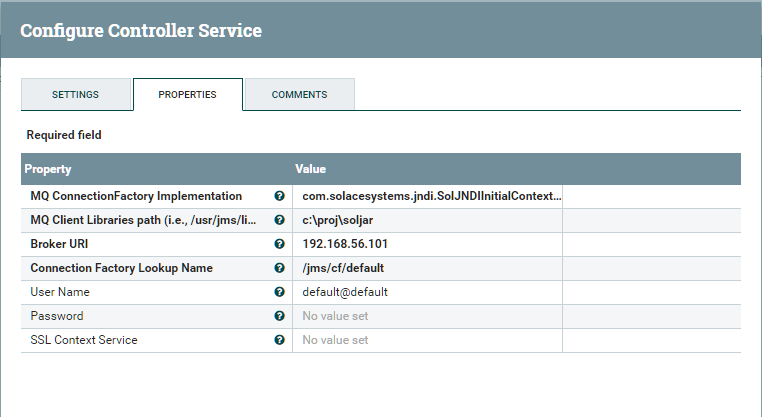 Configure Controller Service
SETTINGS PROPERTIES COMMENTS
Required field
Property Value
MQ ConnectionFactory Implementation ? com.solacesystems.jndi.SolJNDIInitialContext...
MQ Client Libraries path (i.e., /usr/jms/li... ? c:\proj\soljar
Broker URI ? 192.168.56.101
Connection Factory Lookup Name ? /jms/cf/default
User Name ? default@default
Password ? No value set
SSL Context Service ? No value set